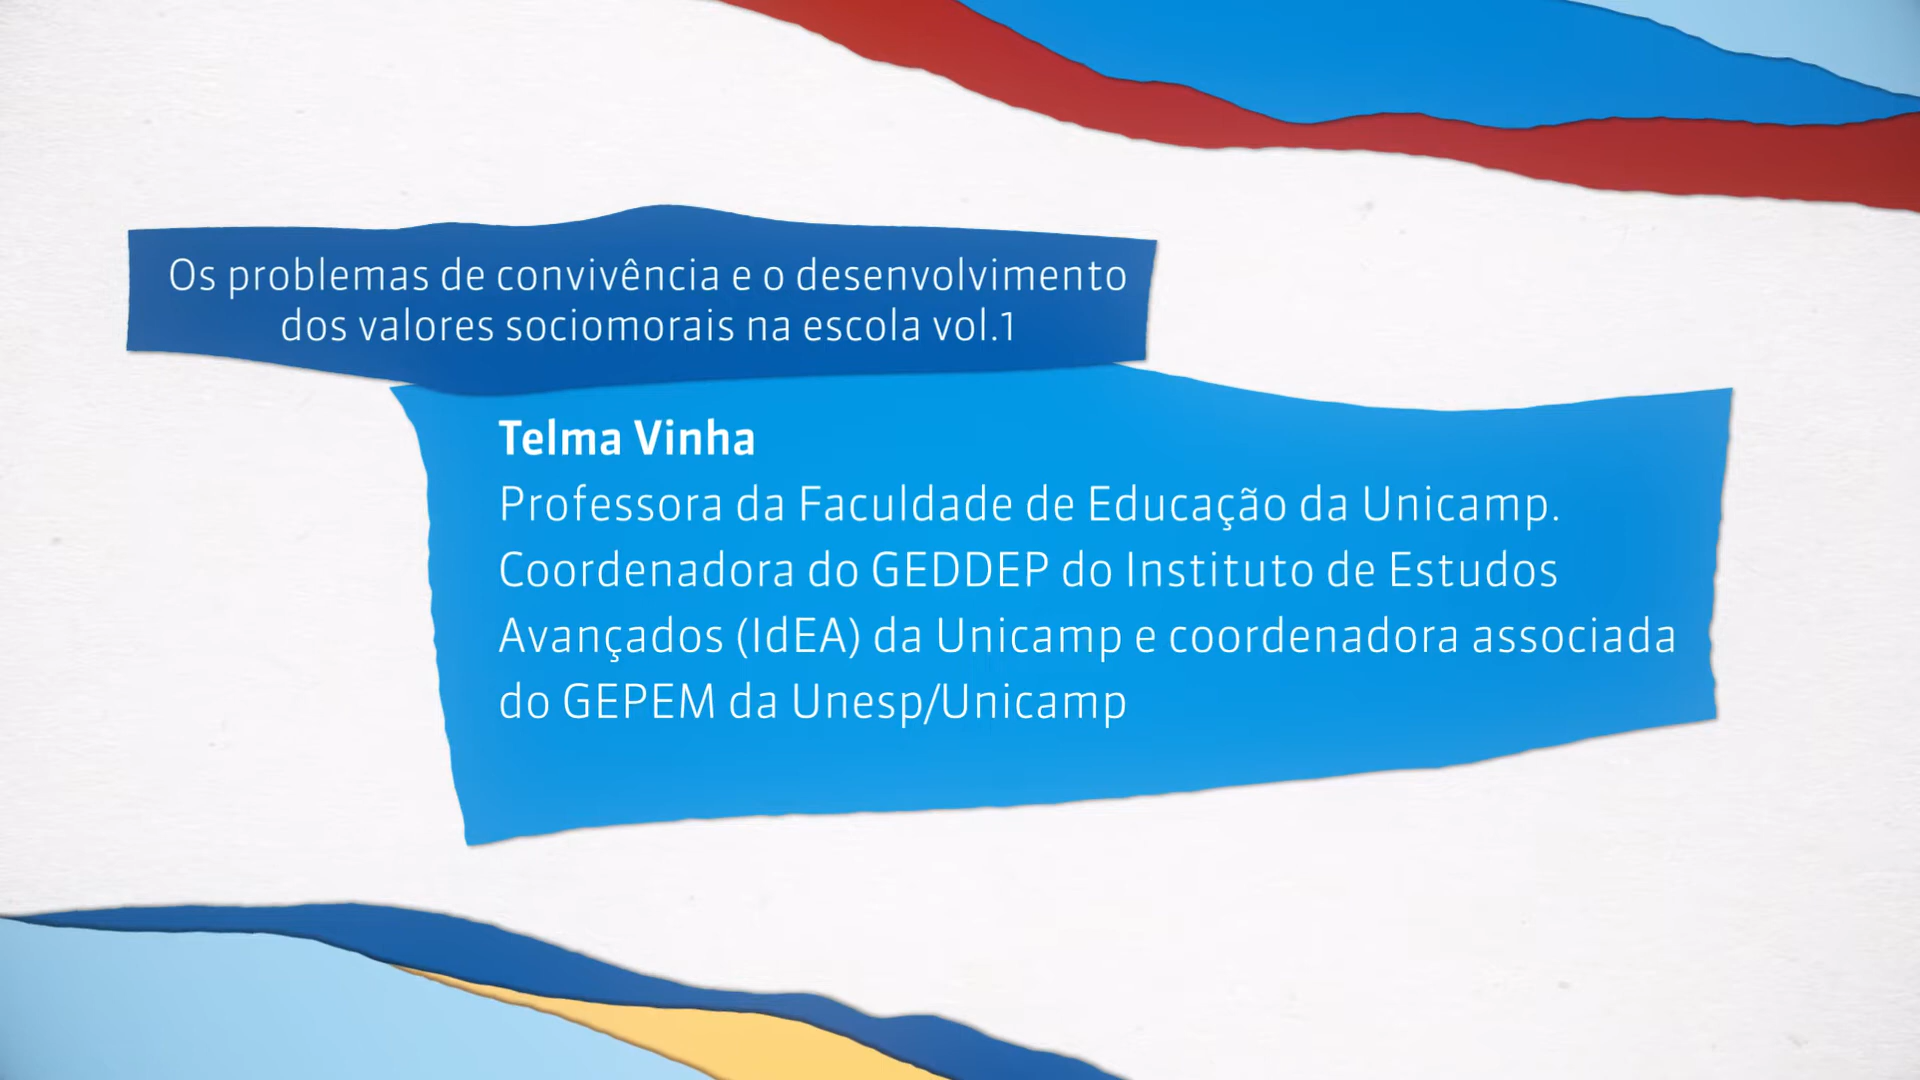 Os problemas de convivência e o desenvolvimento
dos valores sociomorais na escola vol.1
Telma Vinha
Professora da Faculdade de Educação da Unicamp.
Coordenadora do GEDDEP do Instituto de Estudos
Avançados (IdEA) da Unicamp e coordenadora associada
do GEPEM da Unesp/Unicamp